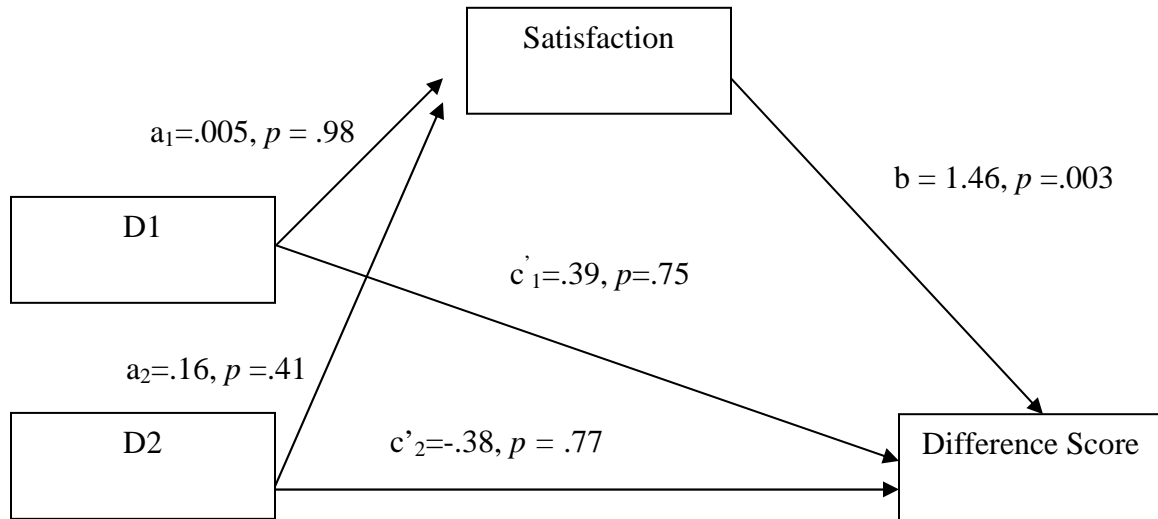 Satisfaction
a₁=.005, p = .98
b = 1.46, p =.003
D1
c’₁=.39, p=.75
a₂=.16, p =.41
D2
c’₂=-.38, p = .77
Difference Score